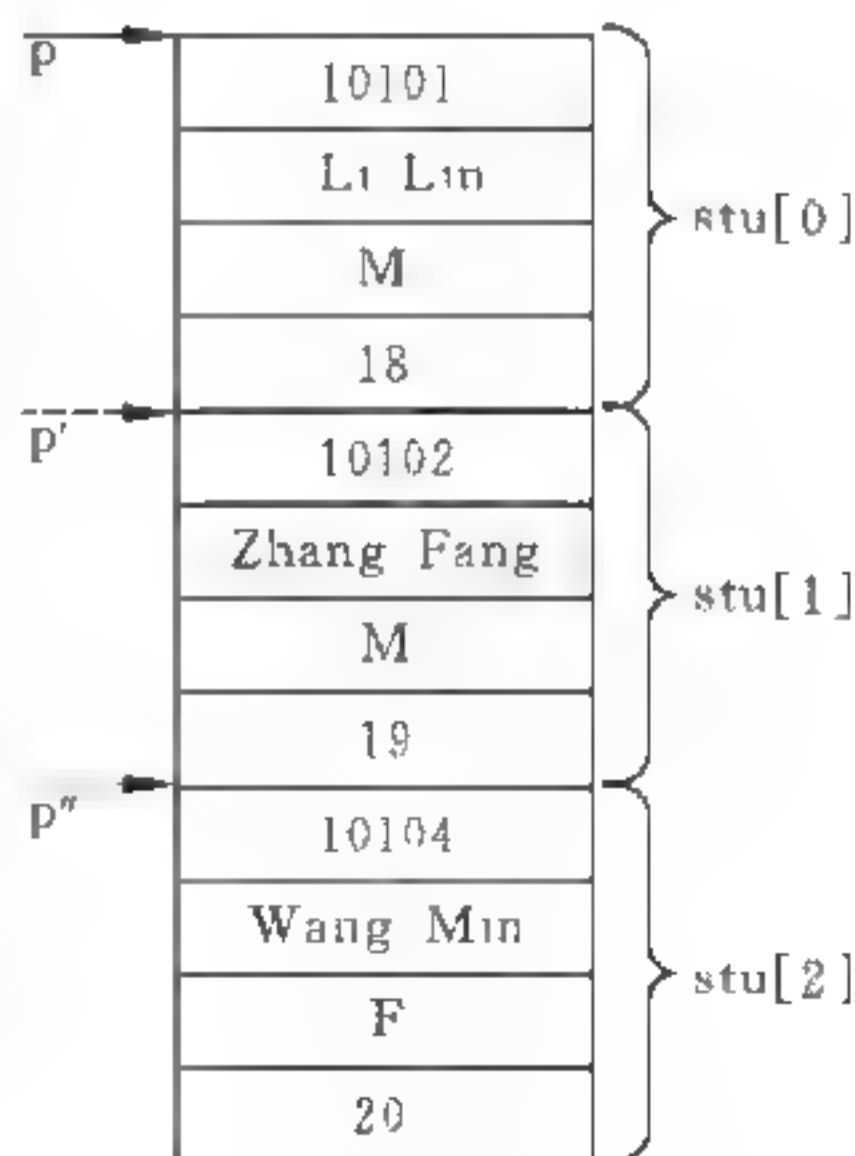 p
10101
Li Lin
M
18
stu[0]
p′
10102
Zhang Fang
M
19
stu[1]
p″
10104
Wang Min
F
20
stu[2]